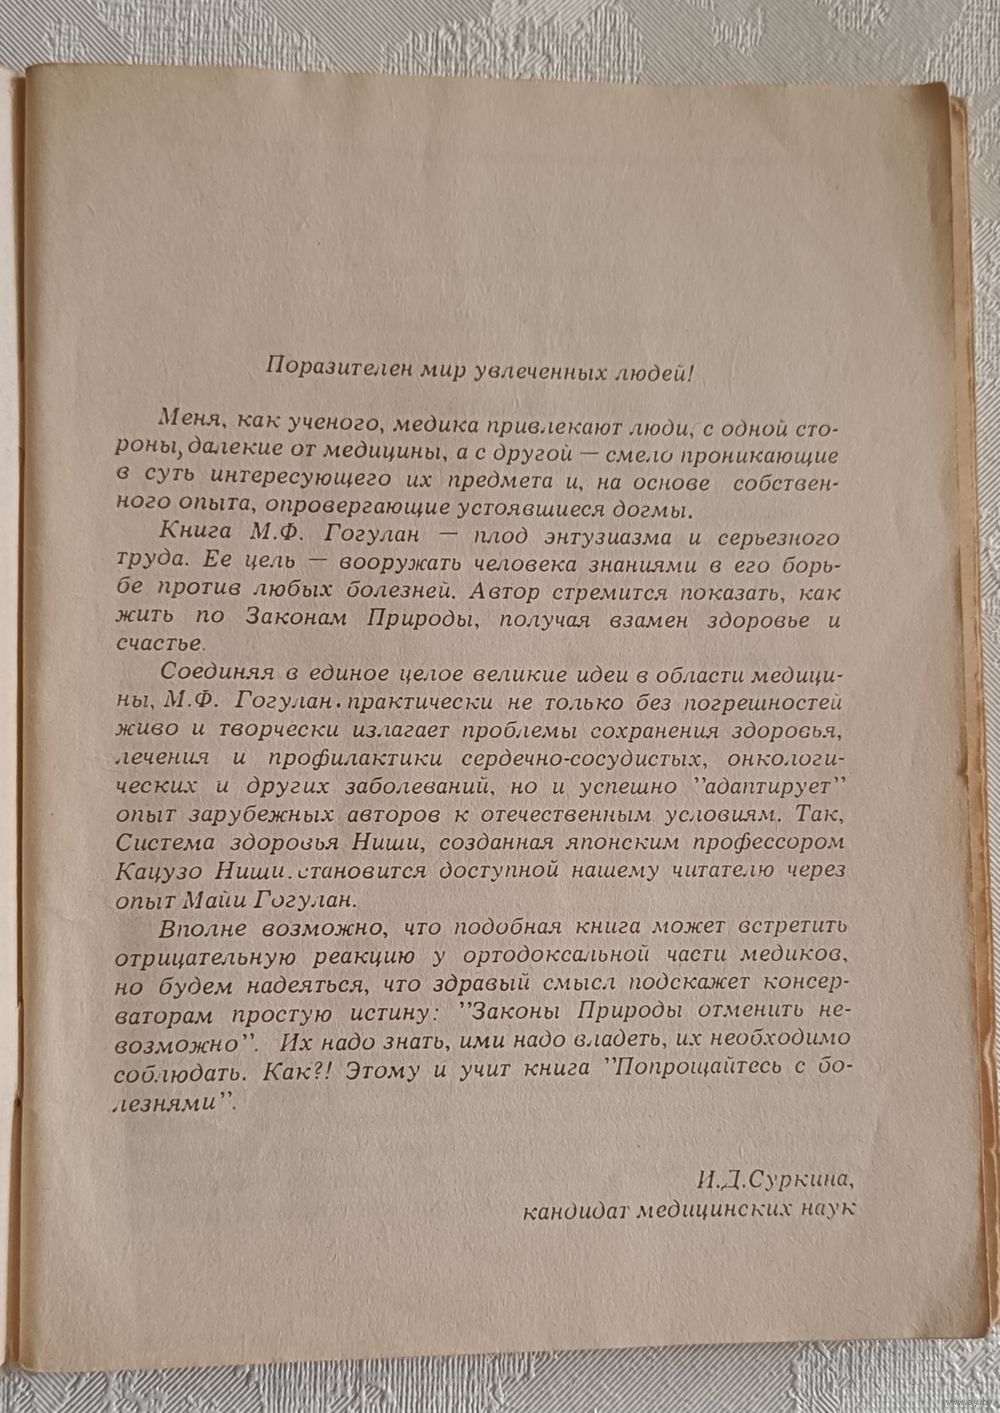 Поразителен мир увлеченных людей!
Меня, как ученого, медика привлекают люди, с одной сто-
роны, далекие от медицины, а с другой — смело проникающие
в суть интересующего их предмета и, на основе собствен-
ного опыта, опровергающие устоявшиеся догмы.
Книга М.Ф. Гогулан — плод энтузиазма и серьезного
труда. Ее цель — вооружать человека знаниями в его борь-
бе против любых болезней. Автор стремится показать, как
жить по Законам Природы, получая взамен здоровье и
счастье.
Соединяя в единое целое великие идеи в области медици-
ны, М.Ф. Гогулан. практически не только без погрешностей
живо и творчески излагает проблемы сохранения здоровья,
лечения и профилактики сердечно-сосудистых, онкологи-
ческих и других заболеваний, но и успешно "адаптирует"
опыт зарубежных авторов к отечественным условиям. Так,
Система здоровья Ниши, созданная японским профессором
Кацузо Ниши. становится доступной нашему читателю через
опыт Майи Гогулан.
Вполне возможно, что подобная книга может встретить
отрицательную реакцию у ортодоксальной части медиков,
но будем надеяться, что здравый смысл подскажет консер-
ваторам простую истину: "Законы Природы отменить не-
возможно". Их надо знать, ими надо владеть, их необходимо
соблюдать. Как?! Этому и учит книга "Попрощайтесь с бо-
лезнями".
И.Д.Суркина,
кандидат медицинских наук
www.ay.by